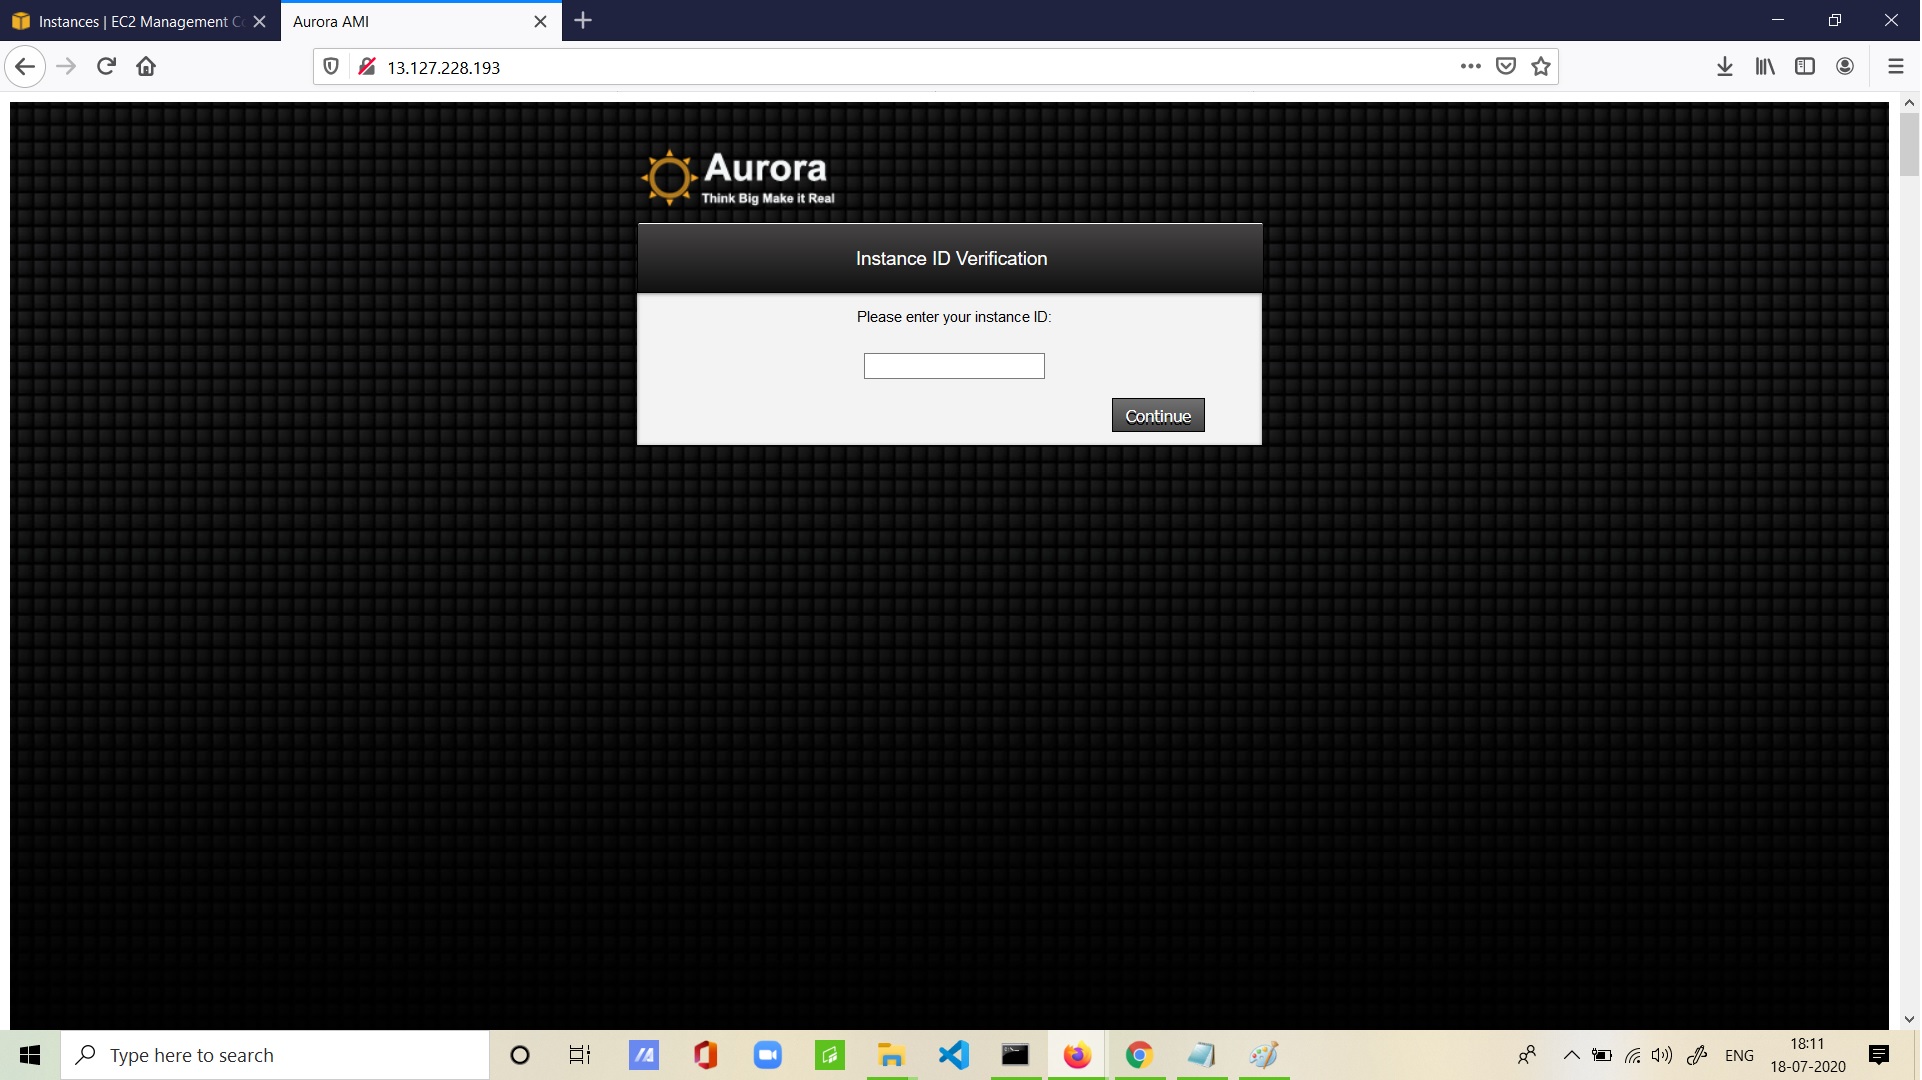 Instances | EC2 Management Co
Aurora AMI
13.127.228.193
Aurora
Think Big Make it Real
Instance ID Verification
Please enter your instance ID:
Continue
Type here to search
ENG
18:11
18-07-2020